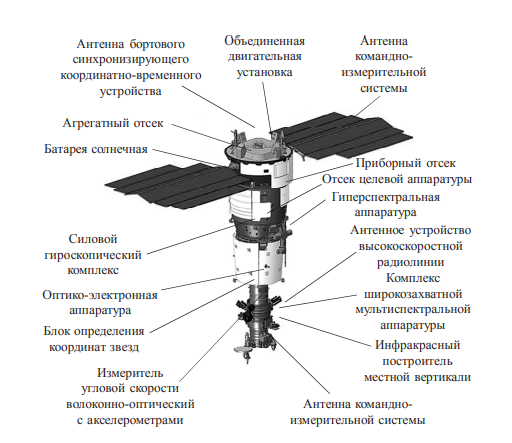 Антенна бортового
синхронизирующего
координатно-временного
устройства
Объединенная
двигательная
установка
Антенна
командно-
измерительной
системы
Агрегатный отсек
Батарея солнечная
Приборный отсек
Отсек целевой аппаратуры
Гиперспектральная
аппаратура
Антенное устройство
высокоскоростной
радиолинии
Силовой
гироскопический
комплекс
Комплекс
широкозахватной
мультиспектральной
аппаратуры
Оптико-электронная
аппаратура
Блок определения
координат звезд
Инфракрасный
построитель
местной вертикали
Измеритель
угловой скорости
волоконно-оптический
с акселерометрами
Антенна командно-
измерительной системы